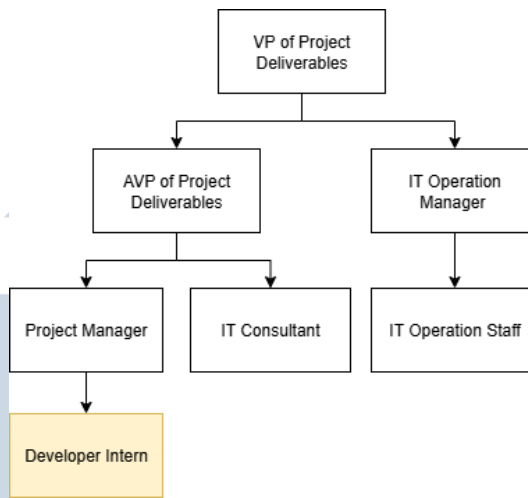 VP of Project
Deliverables
AVP of Project
Deliverables
IT Operation
Manager
Project Manager
IT Consultant
IT Operation Staff
Developer Intern